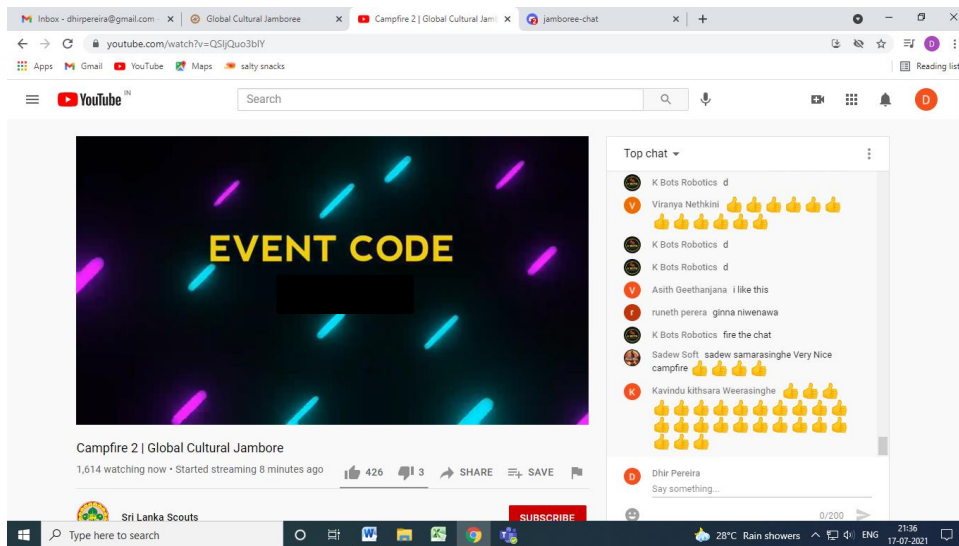 Inbox - dhirpereira@gmail.com -
Global Cultural Jamboree
Campfire 2 | Global Cultural Jamb
jamboree-chat
youtube.com/watch?v=QSljQuo3bIY
Apps
Gmail
YouTube
Maps
salty snacks
Reading list
YouTube IN
Search
D
EVENT CODE
Top chat
K Bots Robotics d
Viranya Nethkini 👍👍👍👍👍👍
👍👍👍👍👍👍
K Bots Robotics d
K Bots Robotics d
Asith Geethanjana i like this
runeth perera ginna niwenawa
K Bots Robotics fire the chat
Sadew Soft sadew samarasinghe Very Nice
campfire 👍👍👍👍
Kavindu kithsara Weerasinghe 👍👍👍
👍👍👍👍👍👍👍👍👍👍
👍👍👍👍👍👍👍👍👍👍
👍👍👍
Dhir Pereira
Say something...
0/200
Campfire 2 | Global Cultural Jambore
1,614 watching now • Started streaming 8 minutes ago
426
3
SHARE
SAVE
Sri Lanka Scouts
SUBSCRIBE
Type here to search
28°C Rain showers
ENG
21:36
17-07-2021